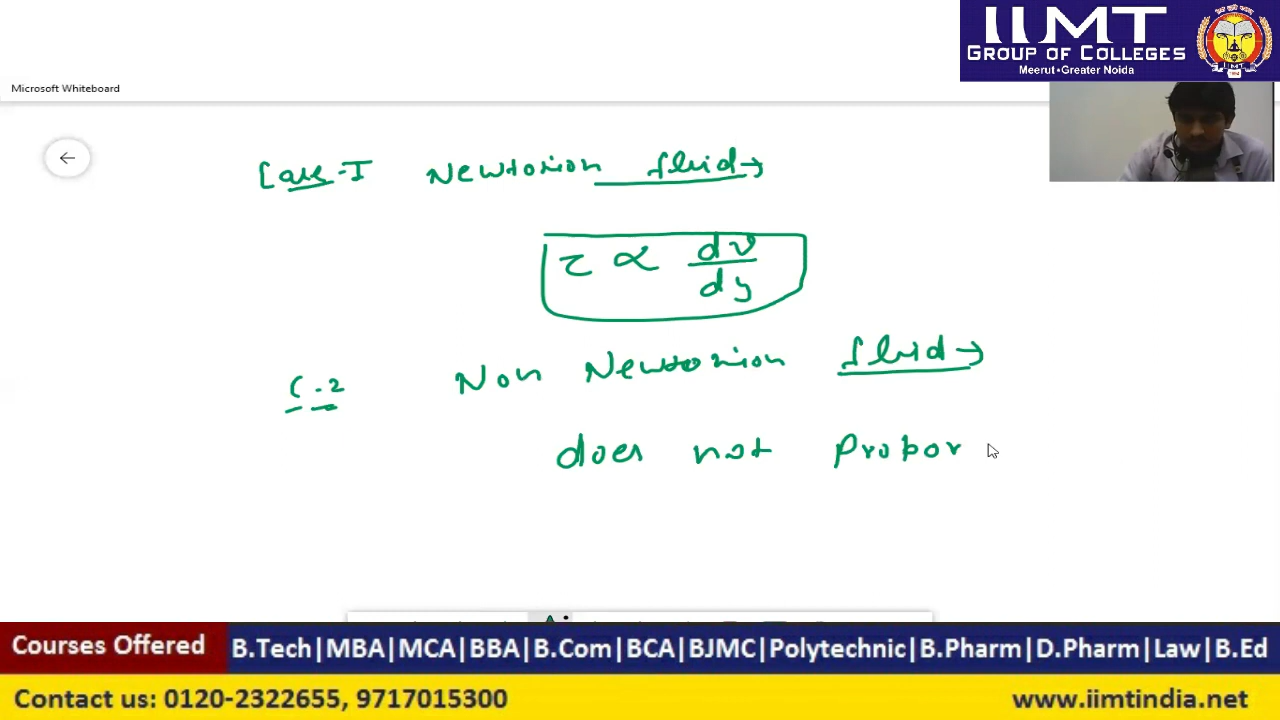 IIMT
GROUP OF COLLEGES
Meerut•Greater Noida
Microsoft Whiteboard
Case-I Newtonion fluid→
τ ∝ dv/dy
C-2 Non Newtonion fluid→
does not Propor
Courses Offered B.Tech|MBA|MCA|BBA|B.Com|BCA|BJMC|Polytechnic|B.Pharm|D.Pharm|Law|B.Ed
Contact us: 0120-2322655, 9717015300 www.iimtindia.net